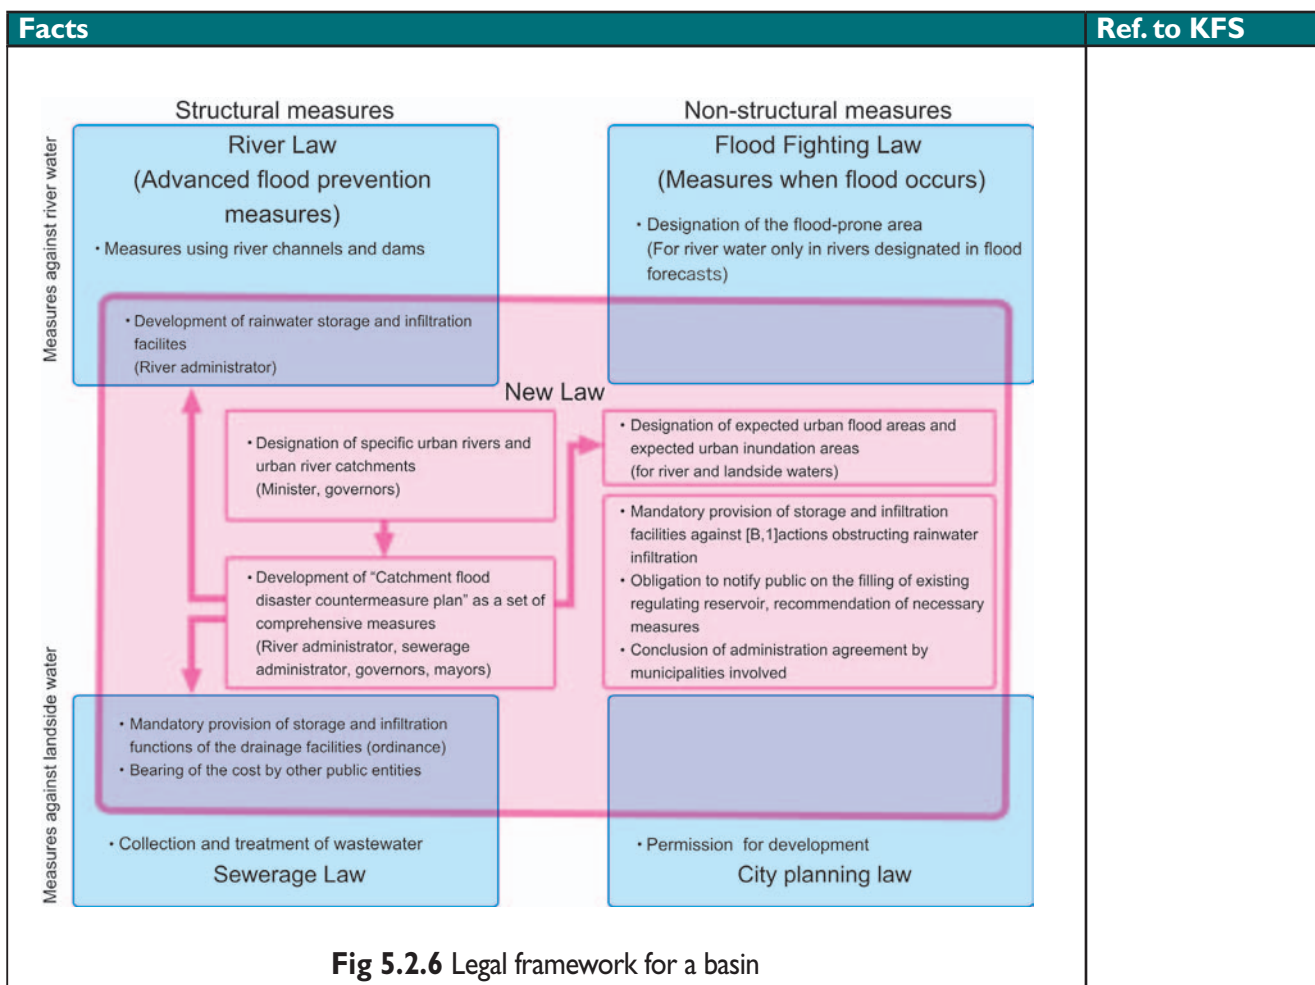 Facts
Ref. to KFS
Structural measures
Non-structural measures
Measures against river water
River Law
(Advanced flood prevention
measures)
• Measures using river channels and dams
Flood Fighting Law
(Measures when flood occurs)
• Designation of the flood-prone area
(For river water only in rivers designated in flood
forecasts)
• Development of rainwater storage and infiltration
facilites
(River administrator)
New Law
• Designation of specific urban rivers and
urban river catchments
(Minister, governors)
• Designation of expected urban flood areas and
expected urban inundation areas
(for river and landside waters)
• Development of “Catchment flood
disaster countermeasure plan” as a set of
comprehensive measures
(River administrator, sewerage
administrator, governors, mayors)
• Mandatory provision of storage and infiltration
facilities against [B,1]actions obstructing rainwater
infiltration
• Obligation to notify public on the filling of existing
regulating reservoir, recommendation of necessary
measures
• Conclusion of administration agreement by
municipalities involved
Measures against landside water
• Mandatory provision of storage and infiltration
functions of the drainage facilities (ordinance)
• Bearing of the cost by other public entities
• Collection and treatment of wastewater
Sewerage Law
• Permission for development
City planning law
Fig 5.2.6 Legal framework for a basin